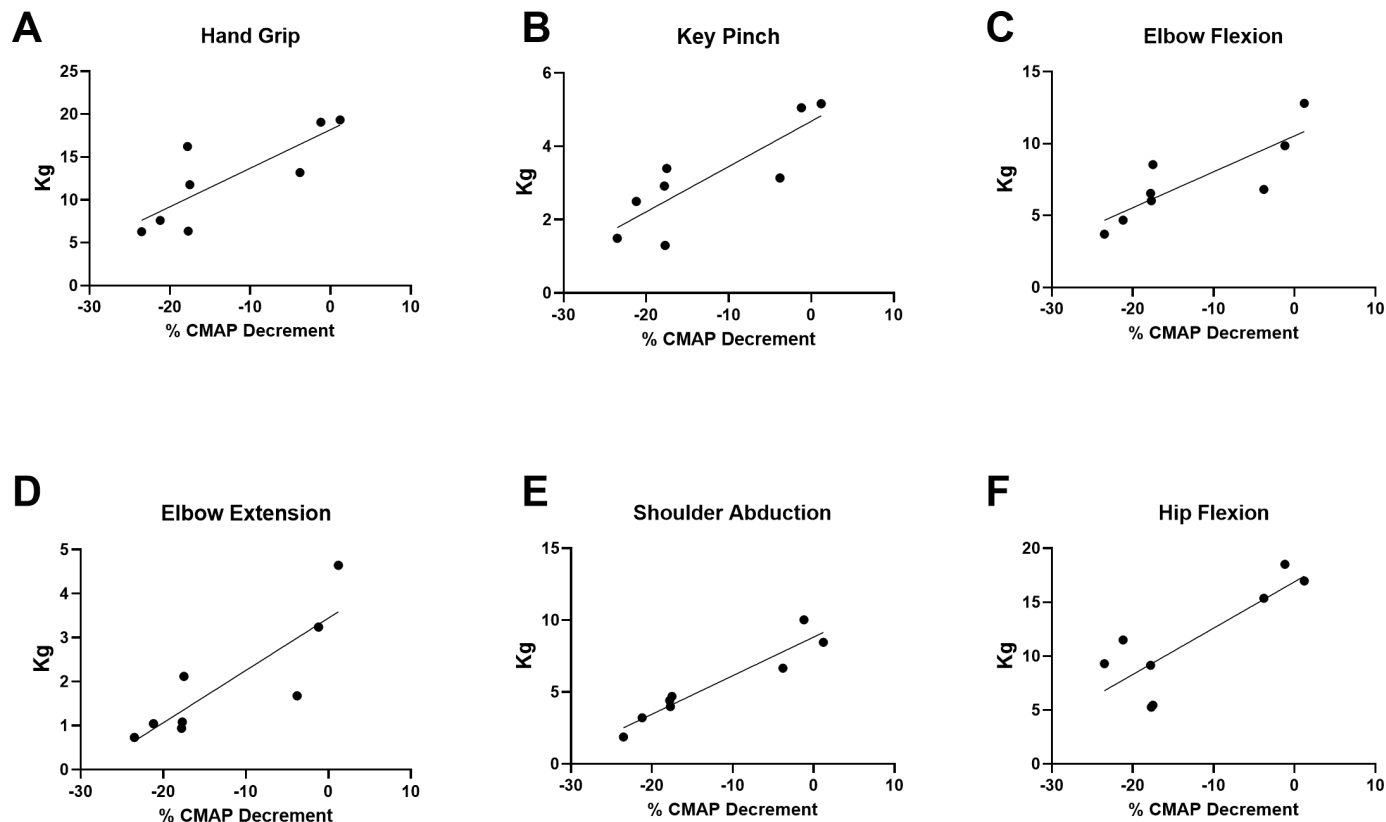 A
Hand Grip
25
20
15
10
5
0
Kg
-30
-20
-10
0
10
% CMAP Decrement
B
Key Pinch
6
4
2
0
Kg
-30
-20
-10
0
10
% CMAP Decrement
C
Elbow Flexion
15
10
5
0
Kg
-30
-20
-10
0
10
% CMAP Decrement
D
Elbow Extension
5
4
3
2
1
0
Kg
-30
-20
-10
0
10
% CMAP Decrement
E
Shoulder Abduction
15
10
5
0
Kg
-30
-20
-10
0
10
% CMAP Decrement
F
Hip Flexion
20
15
10
5
0
Kg
-30
-20
-10
0
10
% CMAP Decrement